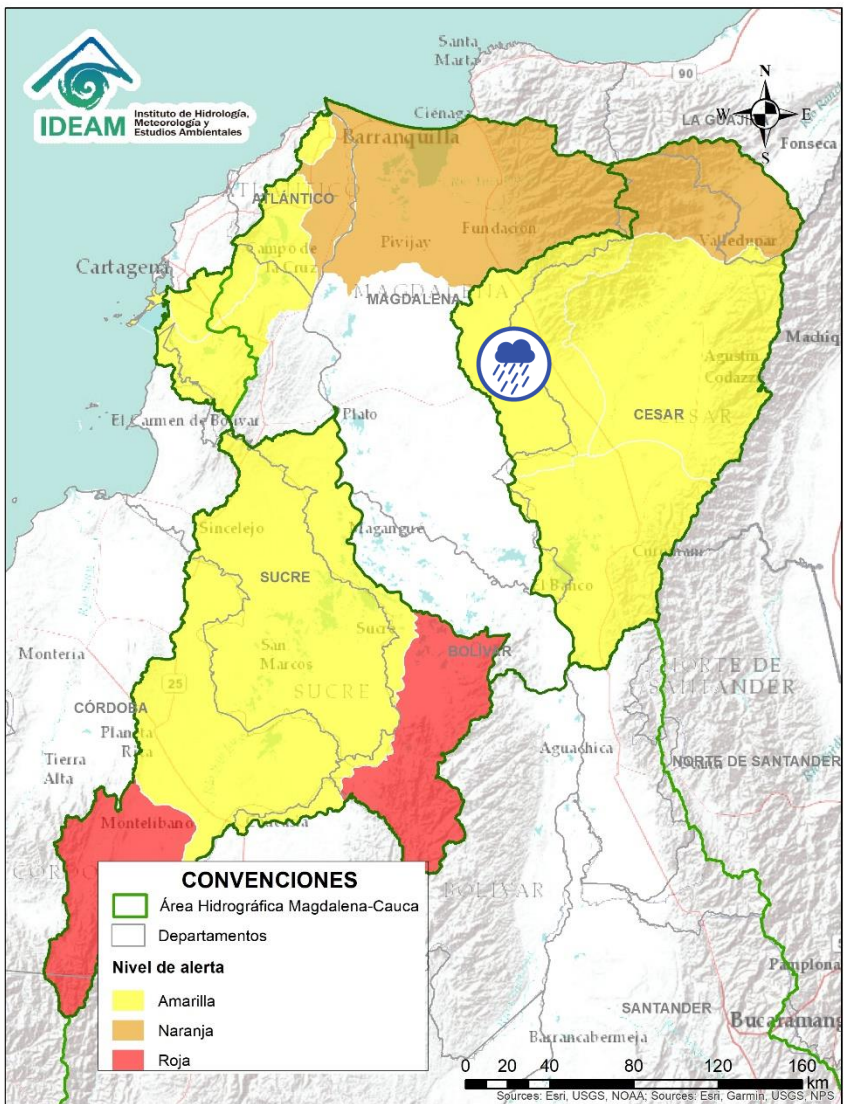 IDEAM
Instituto de Hidrología,
Meteorología y
Estudios Ambientales
Santa
Marta
90
N
W
E
S
Ciénaga
LA GUAJI
Fonseca
Barranquilla
ATLÁNTICO
Pivijay
Fundación
Valledupar
Cartagena
Campo de
la Cruz
MAGDALENA
Machiq
Agustín
Codazzi
CESAR
El Carmen de Bolívar
Plato
Sincelejo
Magangué
SUCRE
El Banco
San
Marcos
Sucre
BOLÍVAR
SUCRE
Montería
25
NORTE DE
SANTANDER
CÓRDOBA
Planeta
Rica
Aguachica
Tierra
Alta
NORTE DE SANTANDER
Montelíbano
BOLÍVAR
CONVENCIONES
Área Hidrográfica Magdalena-Cauca
Departamentos
Nivel de alerta
Amarilla
Naranja
Roja
Pamplona
SANTANDER
Bucaramang
Barrancabermeja
0 20 40 80 120 160
km
Sources: Esri, USGS, NOAA; Sources: Esri, Garmin, USGS, NPS